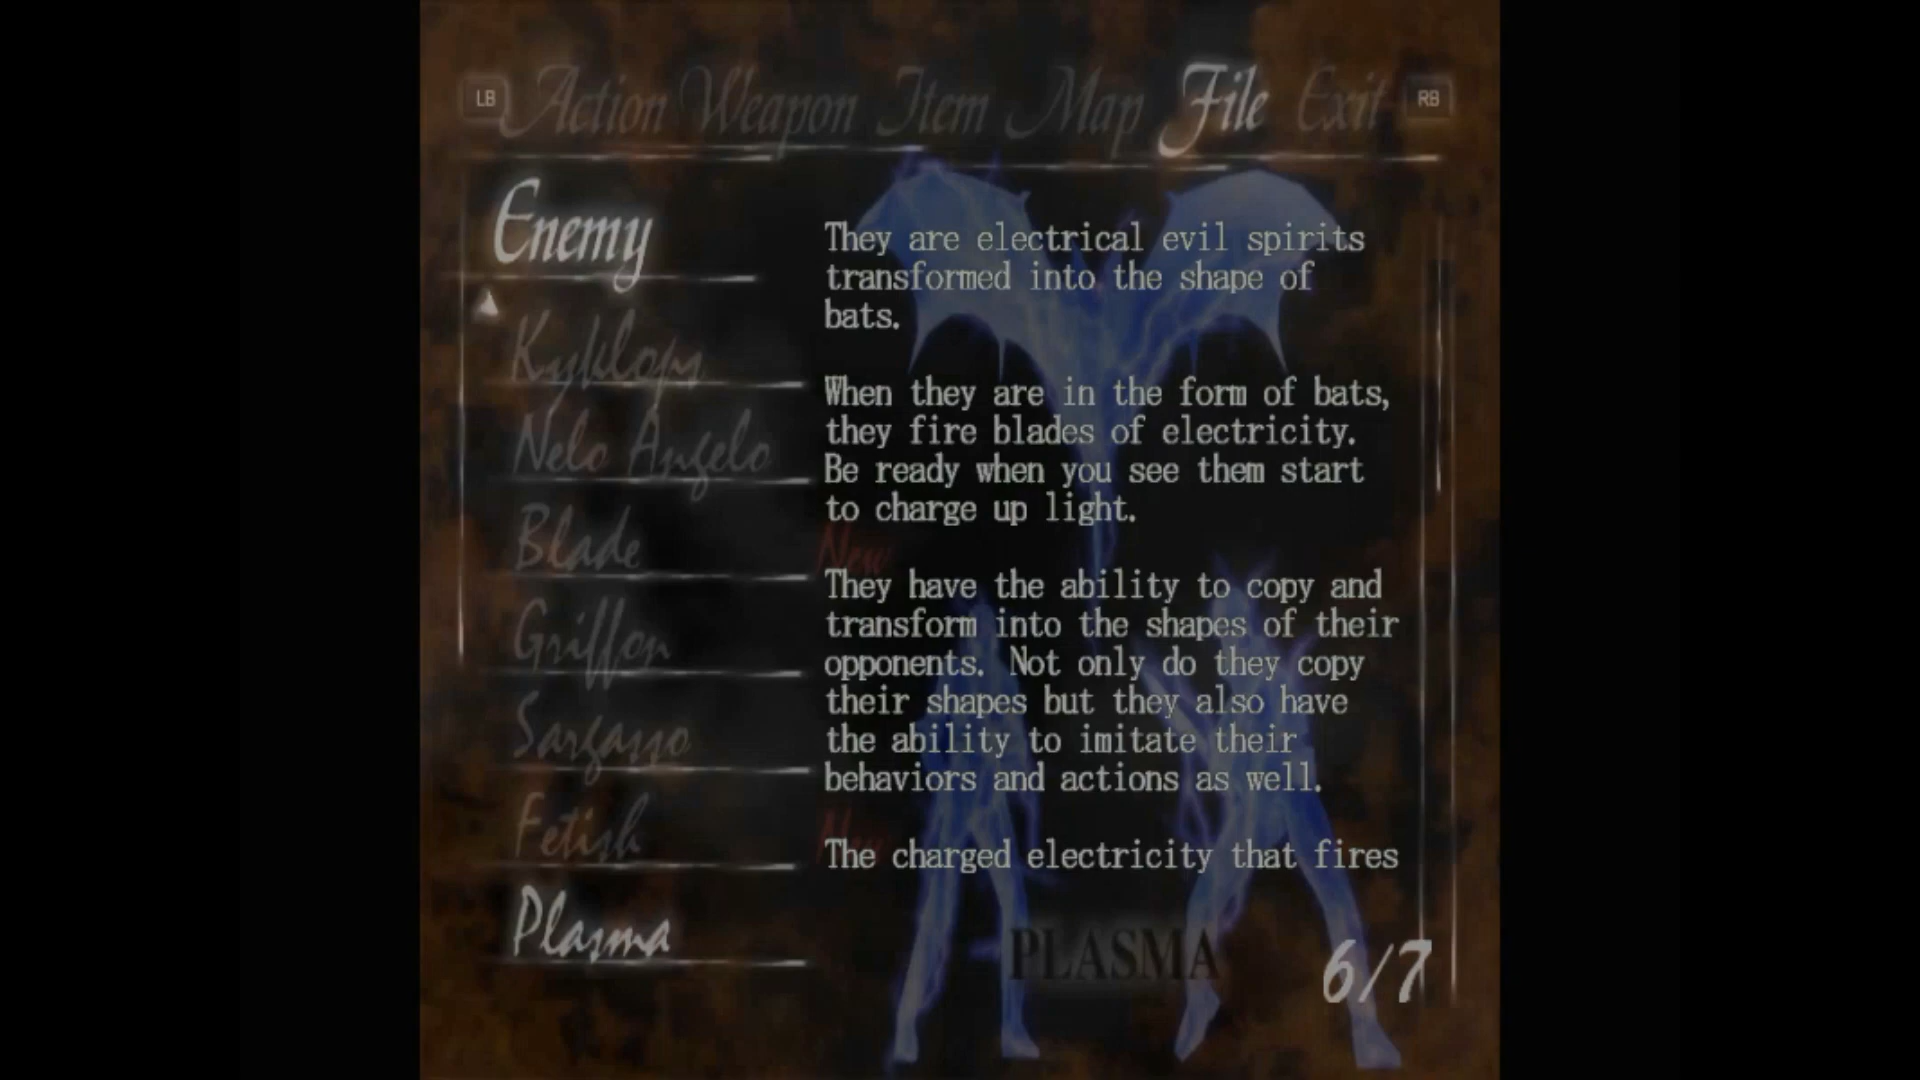 LB Action Weapon Item Map File Exit RB
Enemy
Kyklops
Nelo Angelo
Blade New
Griffon
Sargasso
Fetish New
Plasma
They are electrical evil spirits
transformed into the shape of
bats.
When they are in the form of bats,
they fire blades of electricity.
Be ready when you see them start
to charge up light.
They have the ability to copy and
transform into the shapes of their
opponents. Not only do they copy
their shapes but they also have
the ability to imitate their
behaviors and actions as well.
The charged electricity that fires
PLASMA
6/7